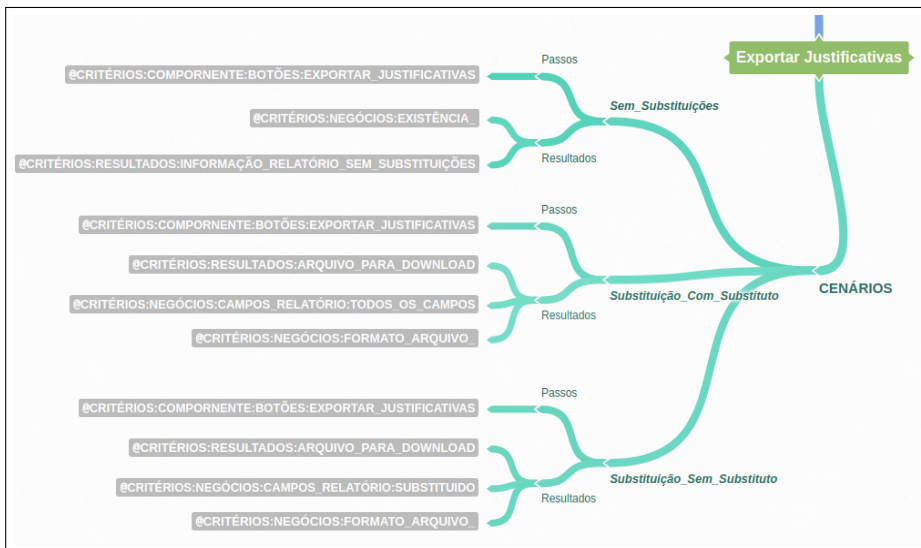 Exportar Justificativas
CENÁRIOS
Sem_Substituições
Passos
@CRITÉRIOS:COMPORNENTE:BOTÕES:EXPORTAR_JUSTIFICATIVAS
Resultados
@CRITÉRIOS:NEGÓCIOS:EXISTÊNCIA_
@CRITÉRIOS:RESULTADOS:INFORMAÇÃO_RELATÓRIO_SEM_SUBSTITUIÇÕES
Substituição_Com_Substituto
Passos
@CRITÉRIOS:COMPORNENTE:BOTÕES:EXPORTAR_JUSTIFICATIVAS
Resultados
@CRITÉRIOS:RESULTADOS:ARQUIVO_PARA_DOWNLOAD
@CRITÉRIOS:NEGÓCIOS:CAMPOS_RELATÓRIO:TODOS_OS_CAMPOS
@CRITÉRIOS:NEGÓCIOS:FORMATO_ARQUIVO_
Substituição_Sem_Substituto
Passos
@CRITÉRIOS:COMPORNENTE:BOTÕES:EXPORTAR_JUSTIFICATIVAS
Resultados
@CRITÉRIOS:RESULTADOS:ARQUIVO_PARA_DOWNLOAD
@CRITÉRIOS:NEGÓCIOS:CAMPOS_RELATÓRIO:SUBSTITUIDO
@CRITÉRIOS:NEGÓCIOS:FORMATO_ARQUIVO_